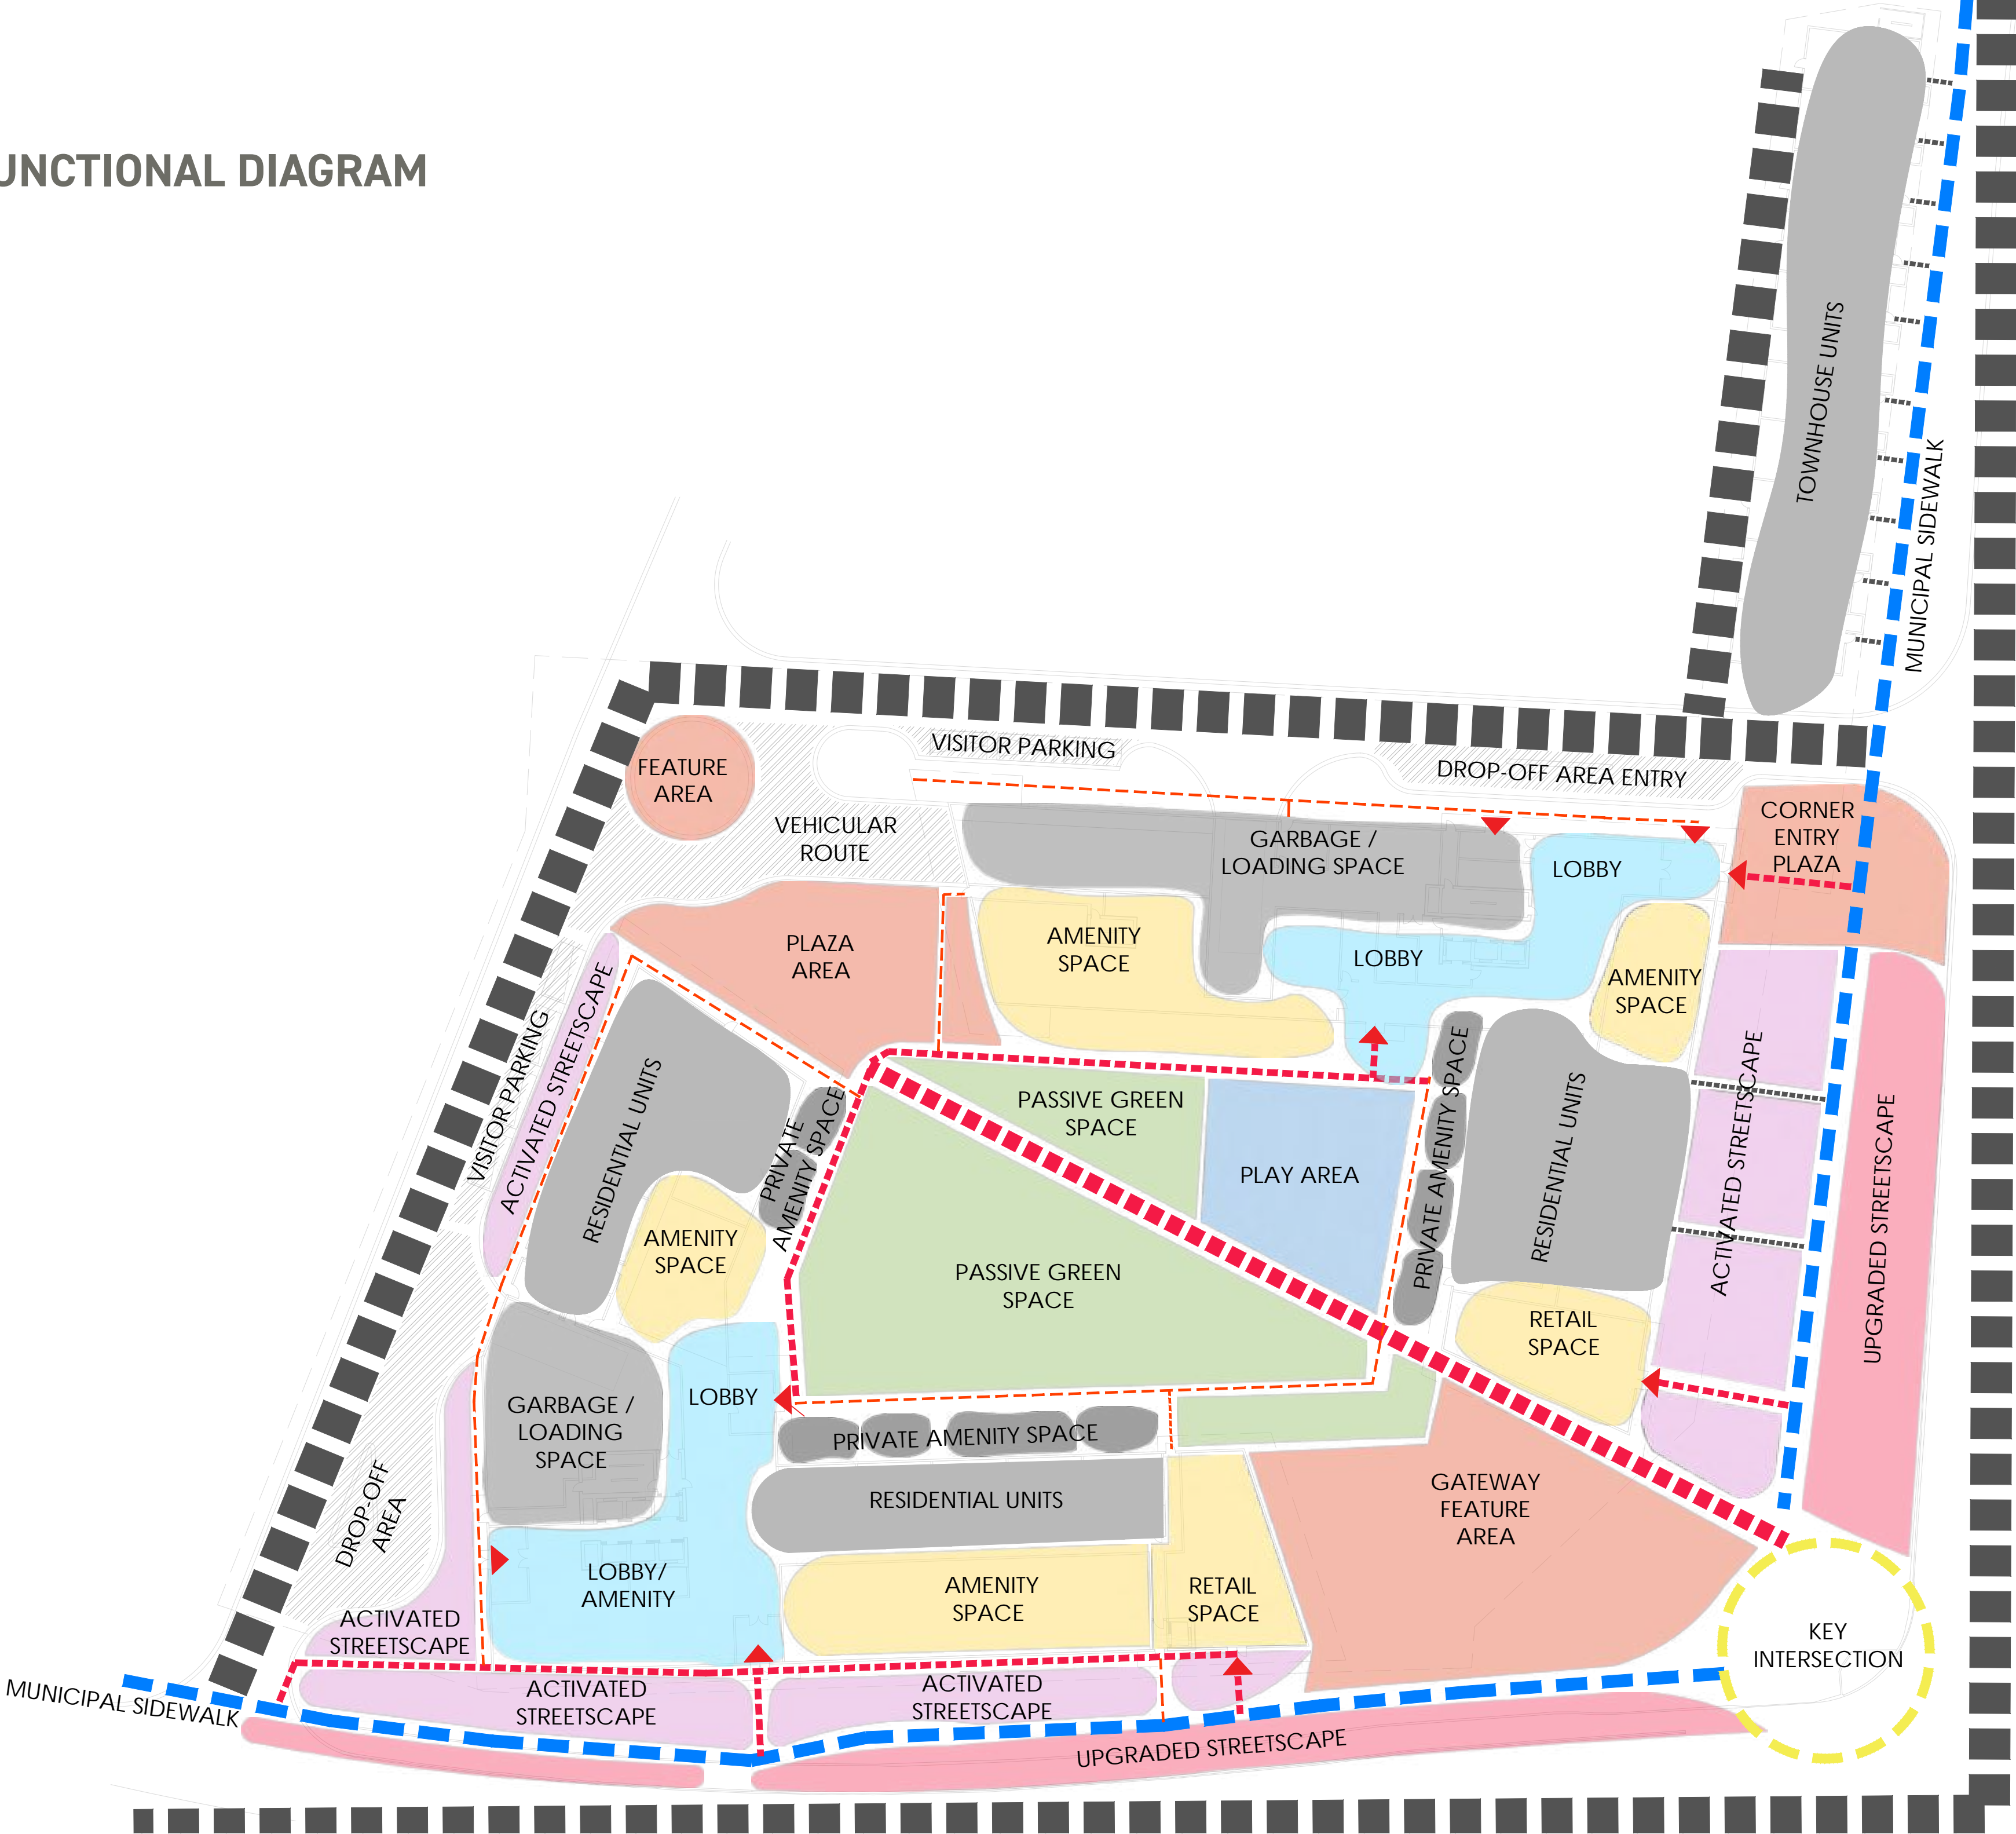 UNCTIONAL DIAGRAM
TOWNHOUSE UNITS
MUNICIPAL SIDEWALK
VISITOR PARKING
DROP-OFF AREA ENTRY
FEATURE
AREA
VEHICULAR
ROUTE
GARBAGE /
LOADING SPACE
LOBBY
CORNER
ENTRY
PLAZA
PLAZA
AREA
AMENITY
SPACE
LOBBY
AMENITY
SPACE
VISITOR PARKING
ACTIVATED STREETSCAPE
RESIDENTIAL UNITS
PRIVATE
AMENITY SPACE
PASSIVE GREEN
SPACE
PLAY AREA
PRIVATE AMENITY SPACE
RESIDENTIAL UNITS
ACTIVATED STREETSCAPE
UPGRADED STREETSCAPE
AMENITY
SPACE
PASSIVE GREEN
SPACE
RETAIL
SPACE
GARBAGE /
LOADING
SPACE
LOBBY
PRIVATE AMENITY SPACE
DROP-OFF
AREA
RESIDENTIAL UNITS
GATEWAY
FEATURE
AREA
LOBBY/
AMENITY
AMENITY
SPACE
RETAIL
SPACE
KEY
INTERSECTION
ACTIVATED
STREETSCAPE
MUNICIPAL SIDEWALK
ACTIVATED
STREETSCAPE
ACTIVATED
STREETSCAPE
UPGRADED STREETSCAPE